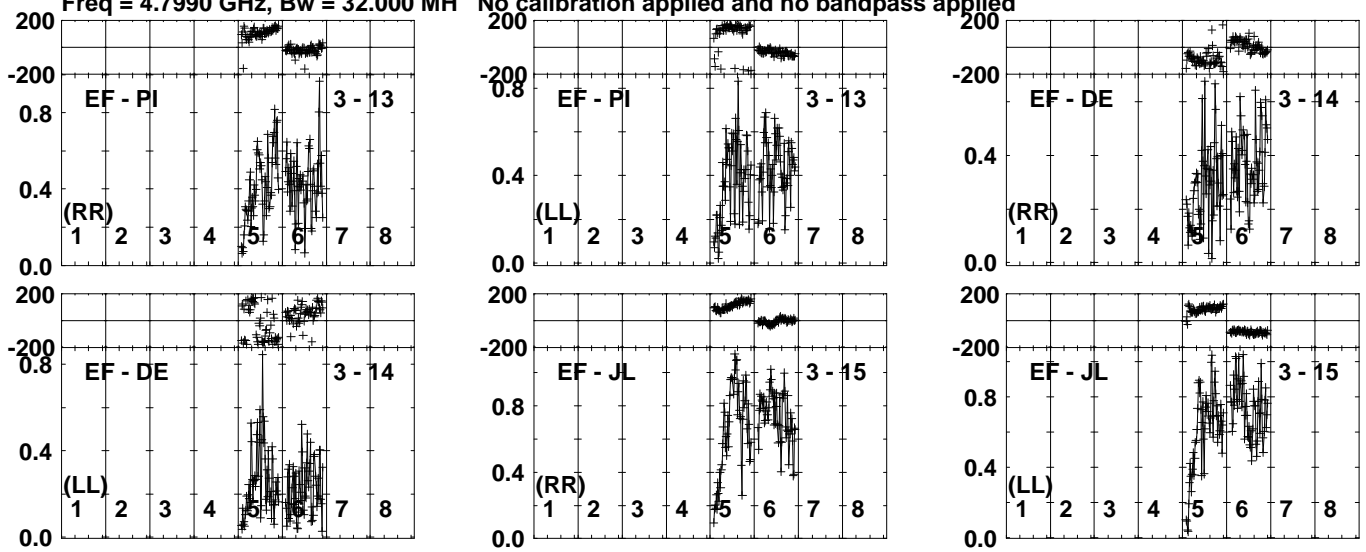 Freq = 4.7990 GHz, Bw = 32.000 MH No calibration applied and no bandpass applied
200 200 200
-200 -200 -200
EF - PI 3 - 13 0.8 EF - PI 3 - 13 EF - DE 3 - 14
0.8
0.4 0.4 0.4
(RR) (LL) (RR)
1 2 3 4 5 6 7 8 1 2 3 4 5 6 7 8 1 2 3 4 5 6 7 8
0.0 0.0 0.0
200 200 200
-200 -200 -200
0.8 EF - DE 3 - 14 EF - JL 3 - 15 EF - JL 3 - 15
0.8 0.8
0.4 0.4 0.4
(LL) (RR) (LL)
1 2 3 4 5 6 7 8 1 2 3 4 5 6 7 8 1 2 3 4 5 6 7 8
0.0 0.0 0.0